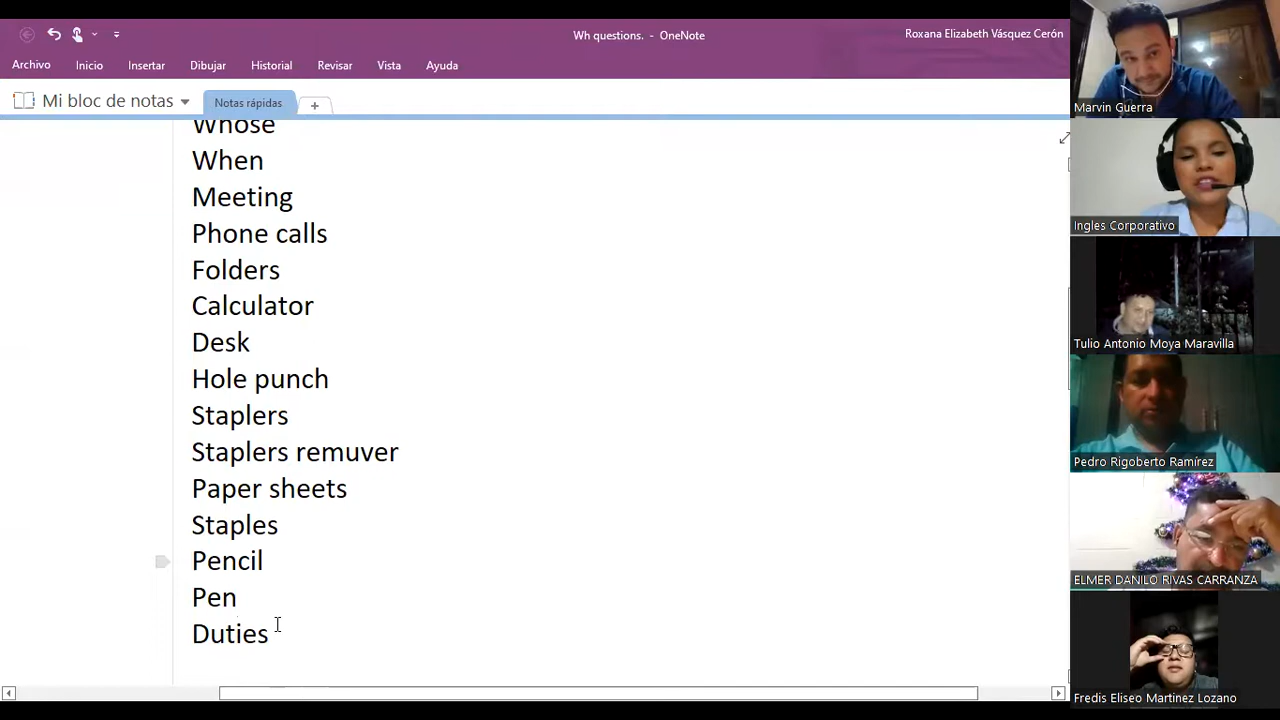 Wh questions. - OneNote
Roxana Elizabeth Vásquez Cerón
Archivo Inicio Insertar Dibujar Historial Revisar Vista Ayuda
Mi bloc de notas
Notas rápidas
Whose
When
Meeting
Phone calls
Folders
Calculator
Desk
Hole punch
Staplers
Staplers remuver
Paper sheets
Staples
Pencil
Pen
Duties
Marvin Guerra
Ingles Corporativo
Tulio Antonio Moya Maravilla
Pedro Rigoberto Ramírez
ELMER DANILO RIVAS CARRANZA
Fredis Eliseo Martinez Lozano